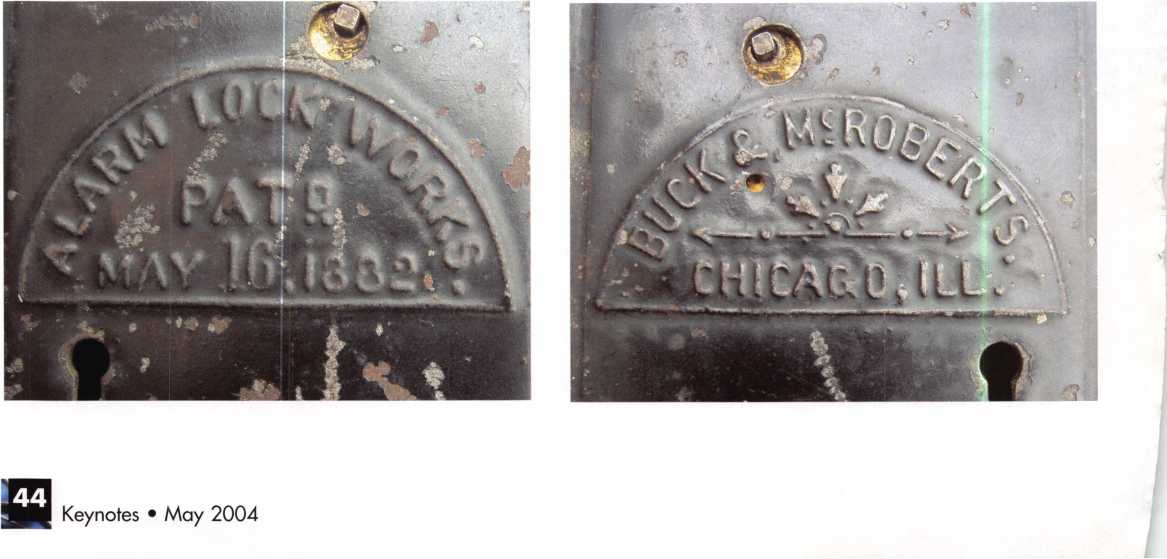 ALARM LOCK WORKS.
PAT D
MAY 16. 1882.
BUCK & McROBERTS.
CHICAGO, ILL.
44
Keynotes • May 2004